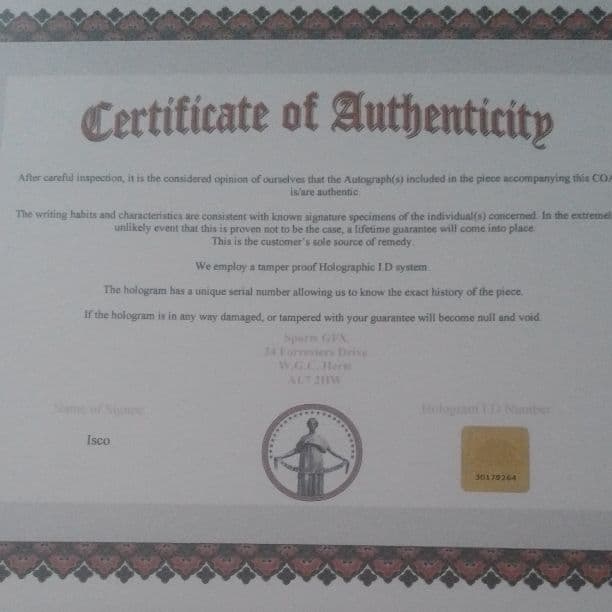 Certificate of Authenticity
After careful inspection, it is the considered opinion of ourselves that the Autograph(s) included in the piece accompanying this COA
is/are authentic.
The writing habits and characteristics are consistent with known signature specimens of the individual(s) concerned. In the extremel
unlikely event that this is proven not to be the case, a lifetime guarantee will come into place.
This is the customer's sole source of remedy.
We employ a tamper proof Holographic I.D system.
The hologram has a unique serial number allowing us to know the exact history of the piece.
If the hologram is in any way damaged, or tampered with your guarantee will become null and void.
GFX
Forresters Drive
W.G.C. Herts
AL7 2HW
Name of Signee
Hologram I.D Number
Isco
30178264